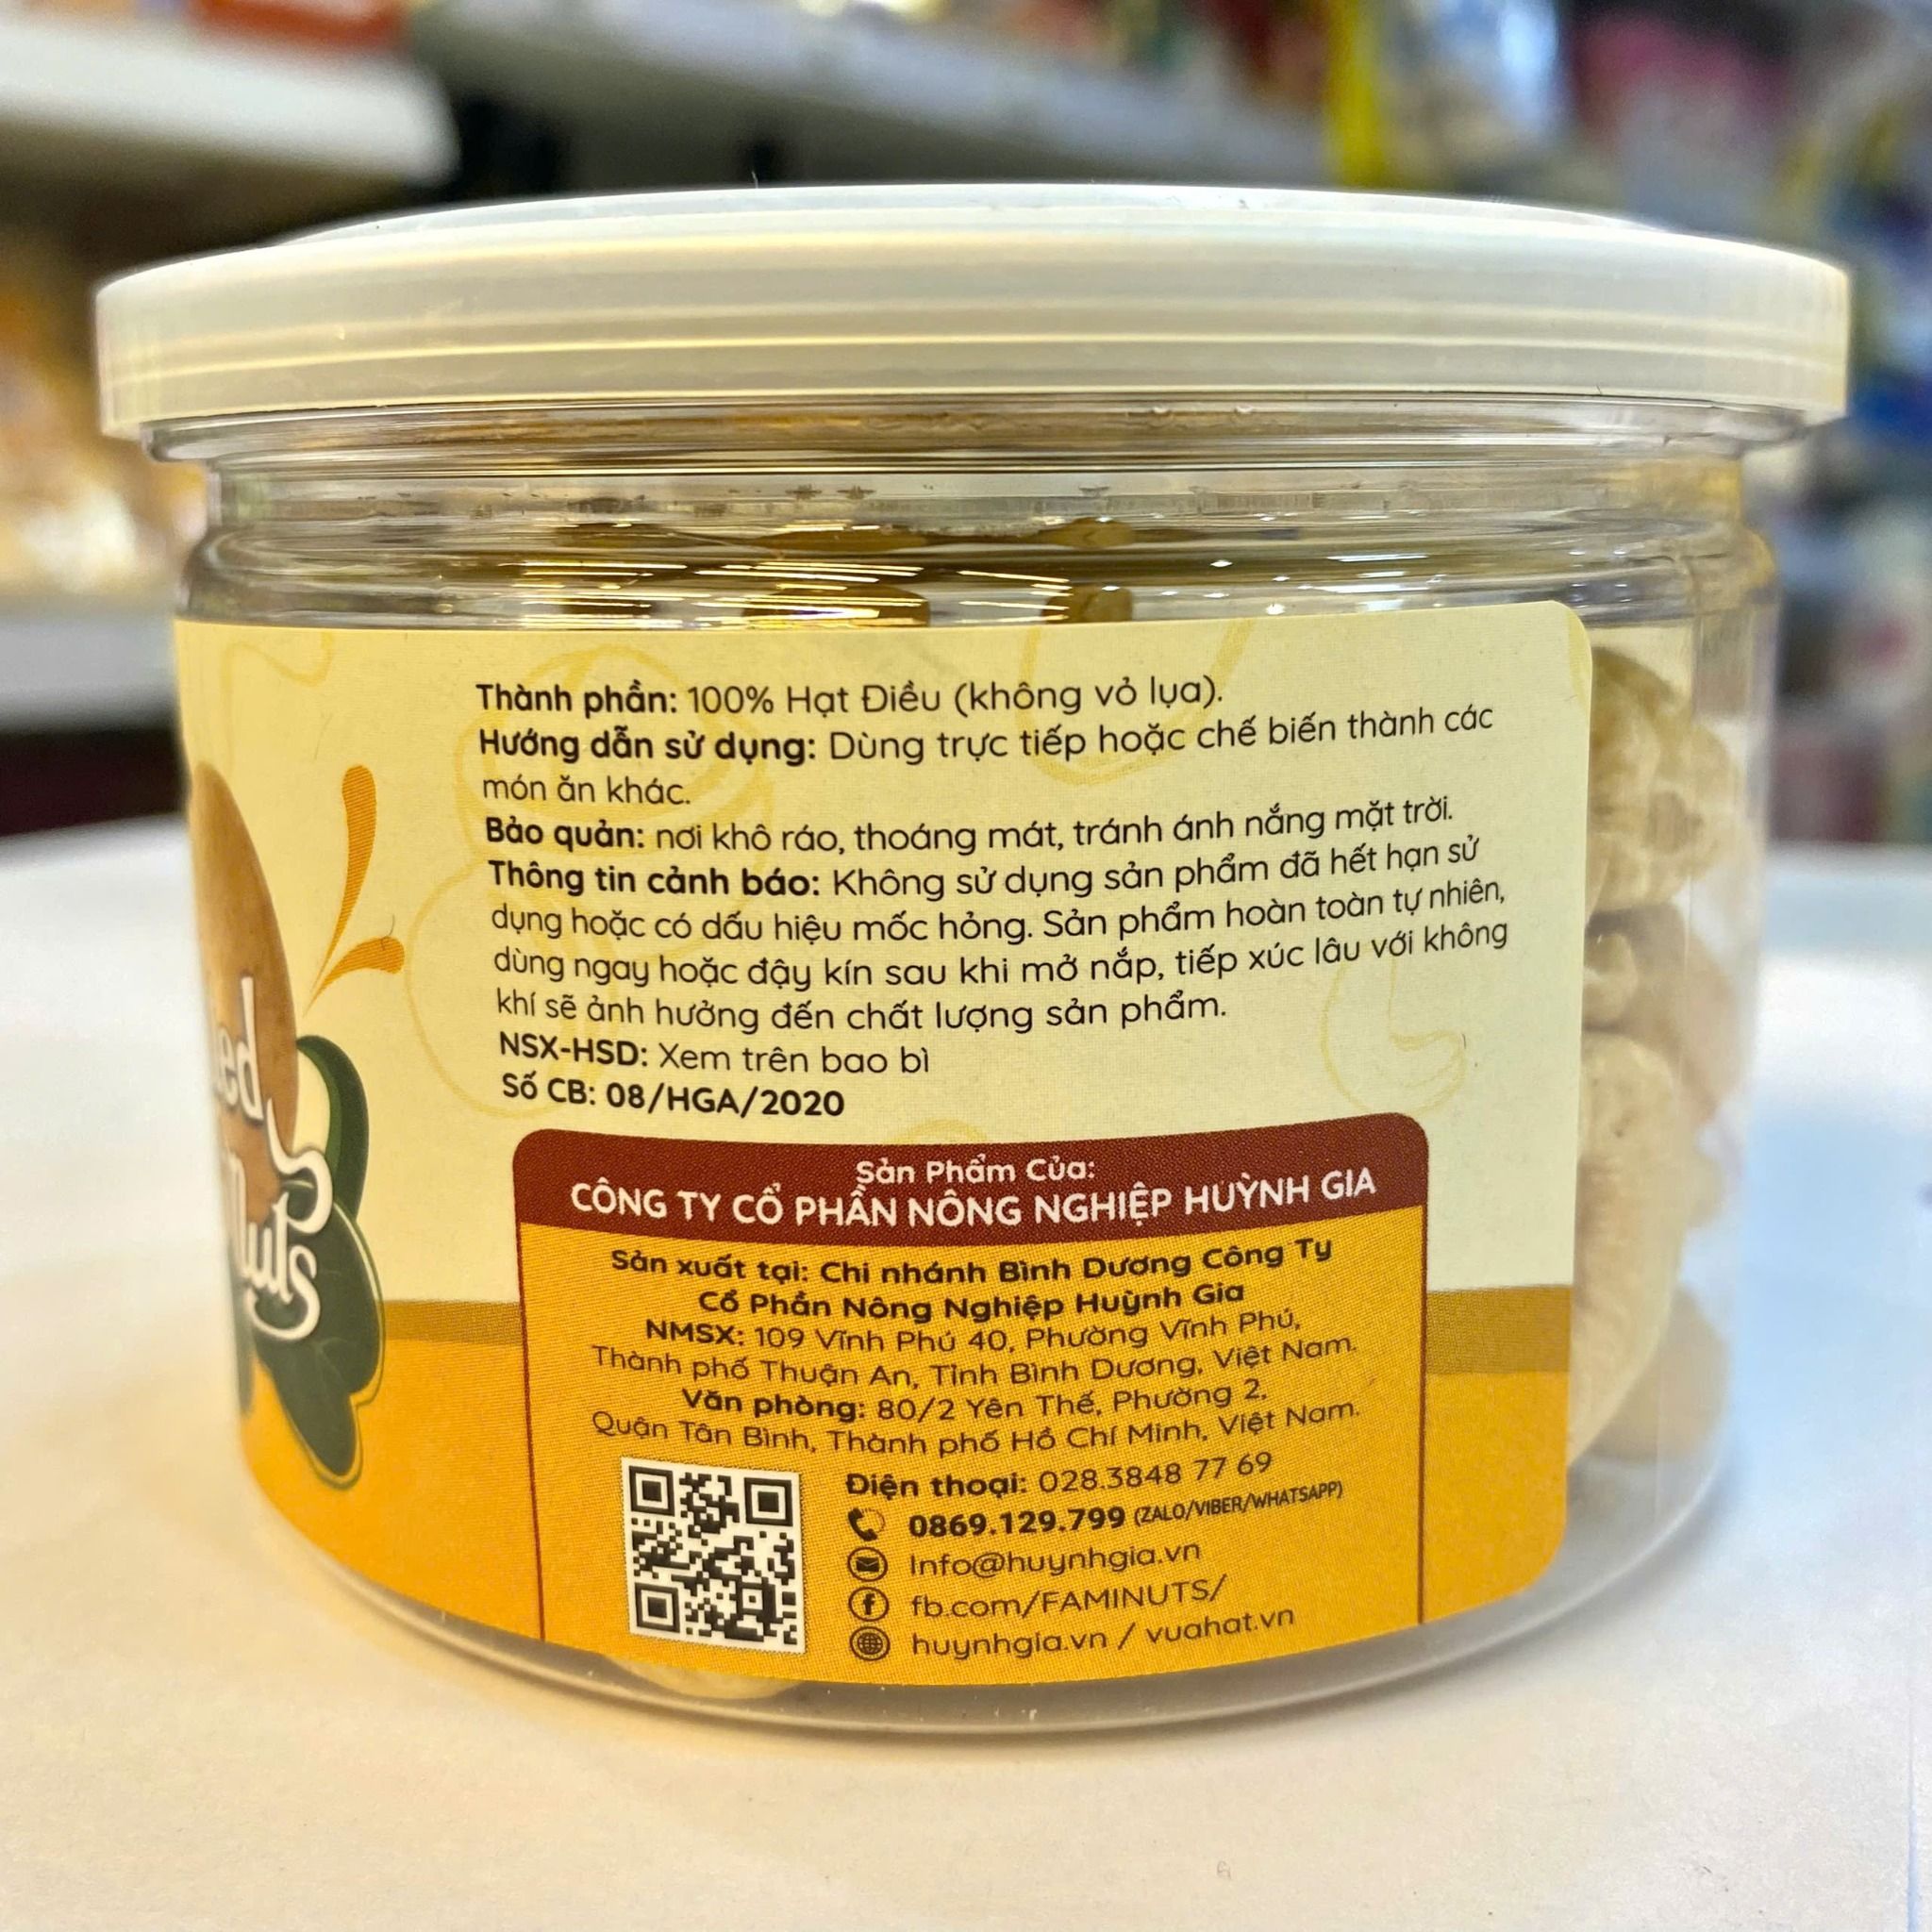 Thành phần: 100% Hạt Điều (không vỏ lụa).
Hướng dẫn sử dụng: Dùng trực tiếp hoặc chế biến thành các
món ăn khác.
Bảo quản: nơi khô ráo, thoáng mát, tránh ánh nắng mặt trời.
Thông tin cảnh báo: Không sử dụng sản phẩm đã hết hạn sử
dụng hoặc có dấu hiệu mốc hỏng. Sản phẩm hoàn toàn tự nhiên,
dùng ngay hoặc đậy kín sau khi mở nắp, tiếp xúc lâu với không
khí sẽ ảnh hưởng đến chất lượng sản phẩm.
NSX-HSD: Xem trên bao bì
Số CB: 08/HGA/2020
Sản Phẩm Của:
CÔNG TY CỔ PHẦN NÔNG NGHIỆP HUỲNH GIA
Sản xuất tại: Chi nhánh Bình Dương Công Ty
Cổ Phần Nông Nghiệp Huỳnh Gia
NMSX: 109 Vĩnh Phú 40, Phường Vĩnh Phú,
Thành phố Thuận An, Tỉnh Bình Dương, Việt Nam.
Văn phòng: 80/2 Yên Thế, Phường 2,
Quận Tân Bình, Thành phố Hồ Chí Minh, Việt Nam.
Điện thoại: 028.3848 77 69
0869.129.799 (ZALO/VIBER/WHATSAPP)
Info@huynhgia.vn
fb.com/FAMINUTS/
huynhgia.vn / vuahat.vn
Nuts